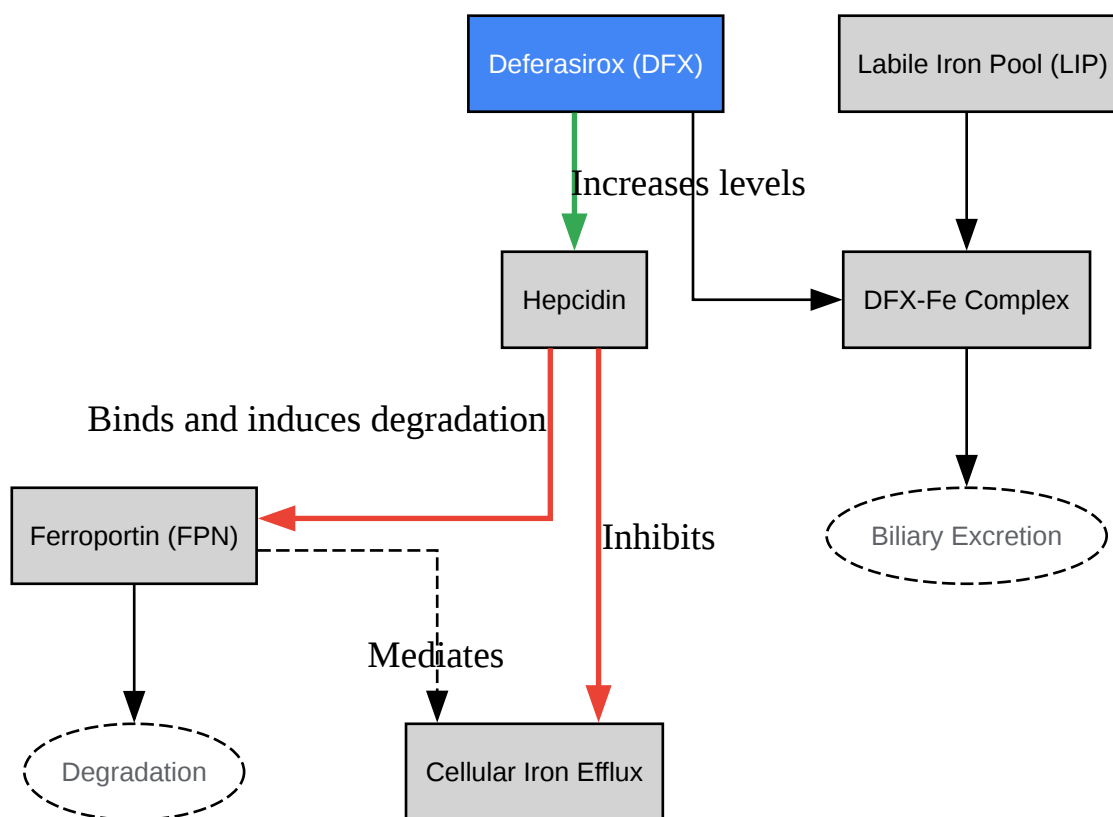 Deferasirox (DFX)
Labile Iron Pool (LIP)
Increases levels
Hepcidin
DFX-Fe Complex
Binds and induces degradation
Ferroportin (FPN)
Inhibits
Biliary Excretion
Mediates
Degradation
Cellular Iron Efflux